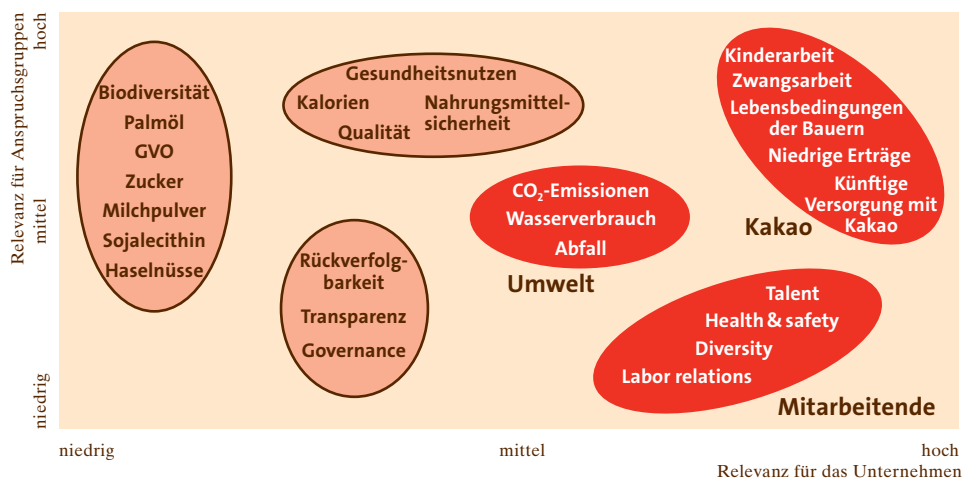 Relevanz für Anspruchsgruppen
hoch
mittel
niedrig
Biodiversität
Palmöl
GVO
Zucker
Milchpulver
Sojalecithin
Haselnüsse
Gesundheitsnutzen
Kalorien
Qualität
Nahrungsmittel-
sicherheit
Rückverfolg-
barkeit
Transparenz
Governance
CO₂-Emissionen
Wasserverbrauch
Abfall
Umwelt
Kinderarbeit
Zwangsarbeit
Lebensbedingungen
der Bauern
Niedrige Erträge
Künftige
Versorgung mit
Kakao
Kakao
Talent
Health & safety
Diversity
Labor relations
Mitarbeitende
niedrig
mittel
hoch
Relevanz für das Unternehmen